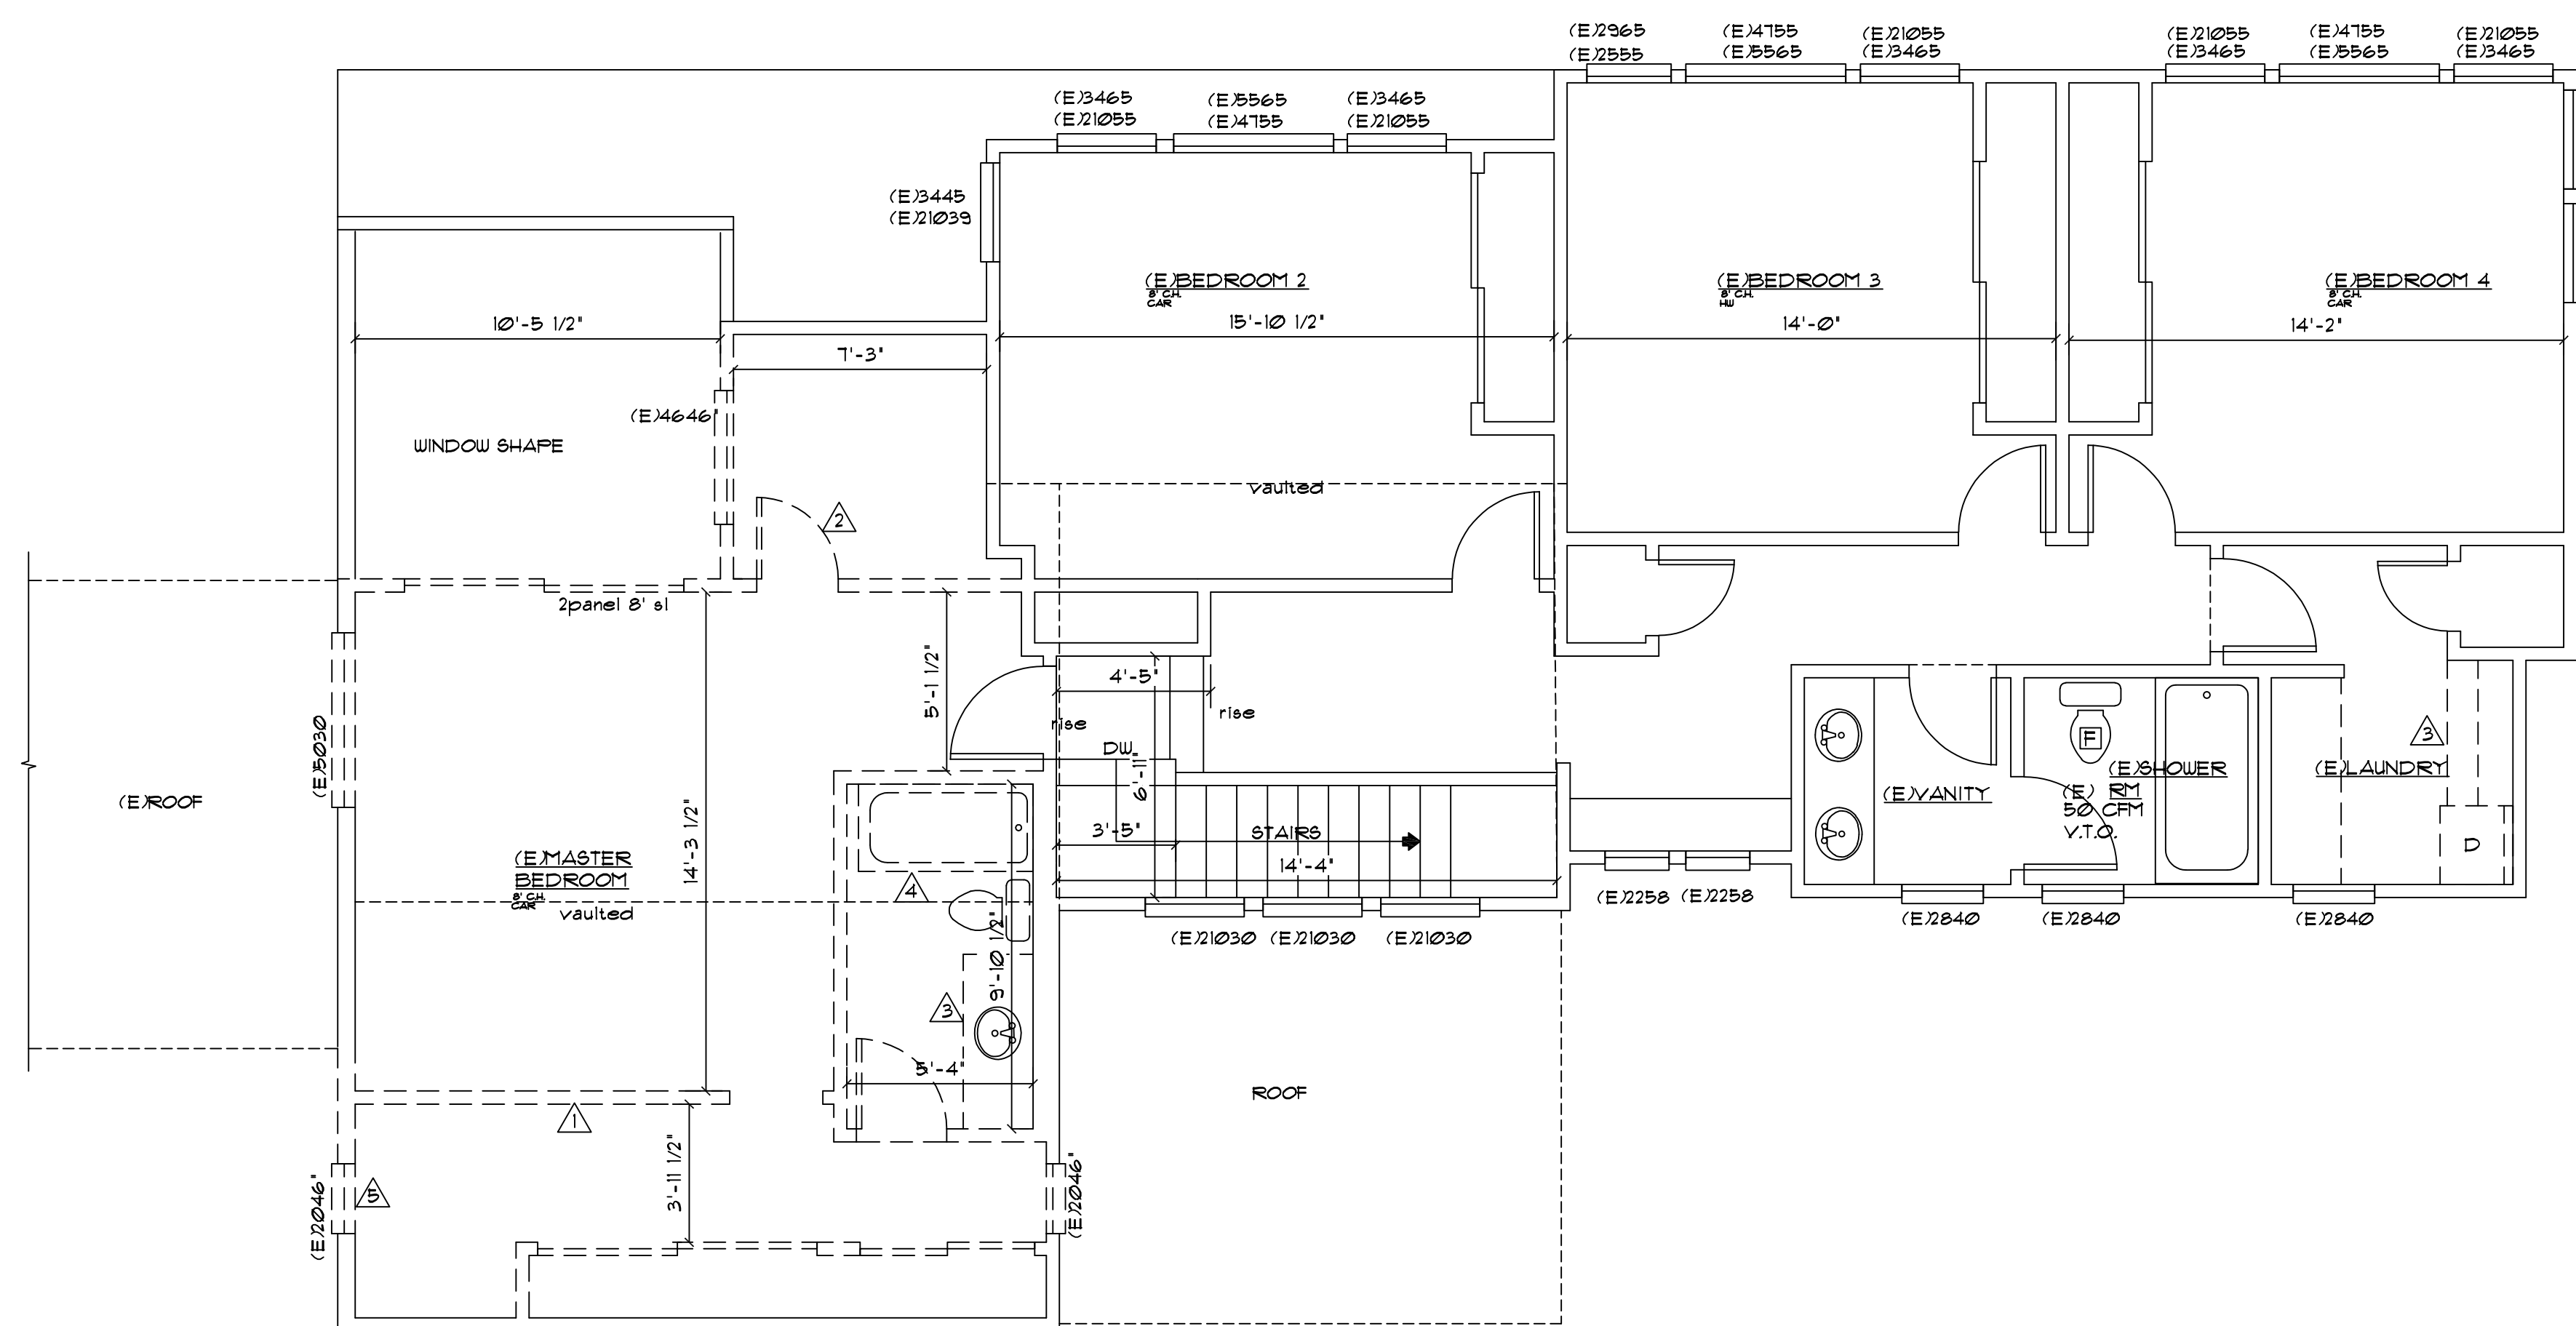 (E)2965
(E)2555
(E)4755
(E)5565
(E)21055
(E)3465
(E)21055
(E)3465
(E)4755
(E)5565
(E)21055
(E)3465
(E)3465
(E)21055
(E)5565
(E)4755
(E)3465
(E)21055
(E)3445
(E)21039
(E)BEDROOM 2
8' C.H.
CAR
15'-10 1/2"
(E)BEDROOM 3
8' C.H.
HW
14'-0"
(E)BEDROOM 4
8' C.H.
CAR
14'-2"
10'-5 1/2"
7'-3"
(E)4646"
WINDOW SHAPE
vaulted
2
2panel 8' sl
5'-1 1/2"
4'-5"
rise
rise
DW
6'-11"
(E)5030
(E)ROOF
14'-3 1/2"
3'-5"
STAIRS
14'-4"
(E)MASTER
BEDROOM
8' C.H.
CAR
vaulted
4
9'-10 1/2"
3
5'-4"
(E)VANITY
F
(E)SHOWER
(E) RM
50 CFM
V.T.O.
(E)LAUNDRY
3
D
(E)2258
(E)2258
(E)2840
(E)2840
(E)2840
(E)21030
(E)21030
(E)21030
ROOF
1
3'-11 1/2"
5
(E)2046"
(E)2046"